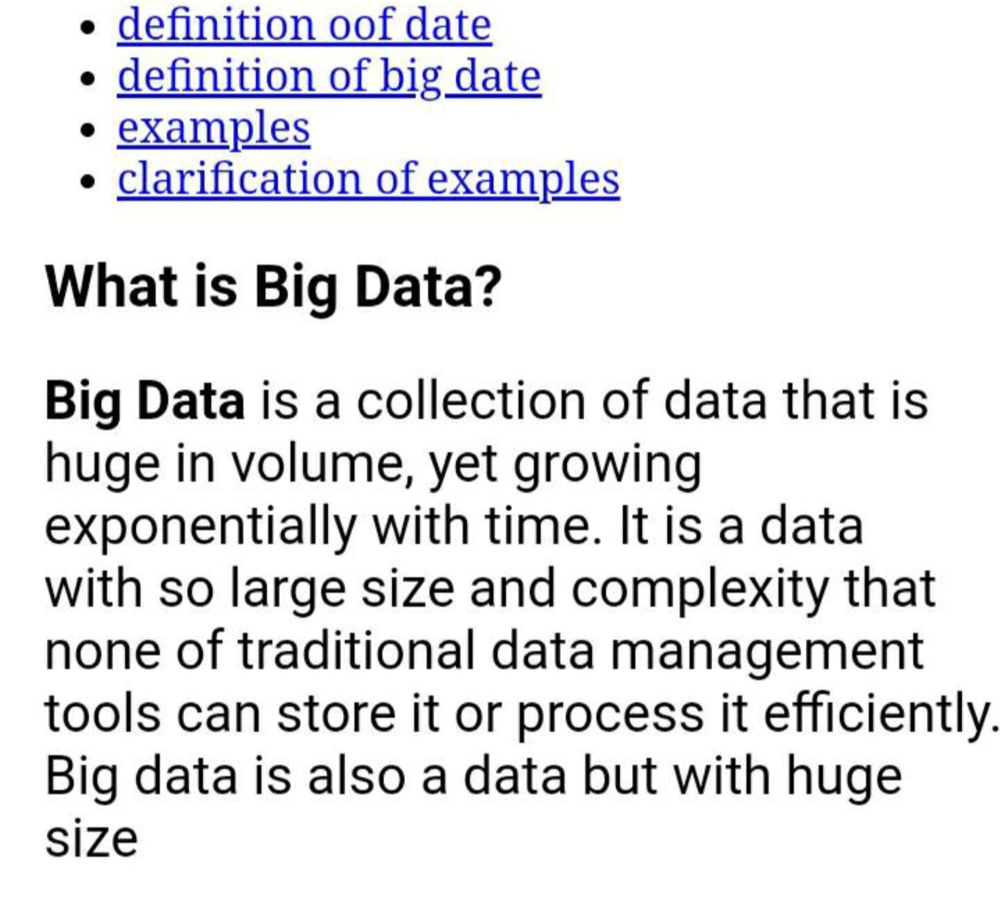 definition oof date
definition of big date
examples
clarification of examples
What is Big Data?
Big Data is a collection of data that is
huge in volume, yet growing
exponentially with time. It is a data
with so large size and complexity that
none of traditional data management
tools can store it or process it efficiently.
Big data is also a data but with huge
size